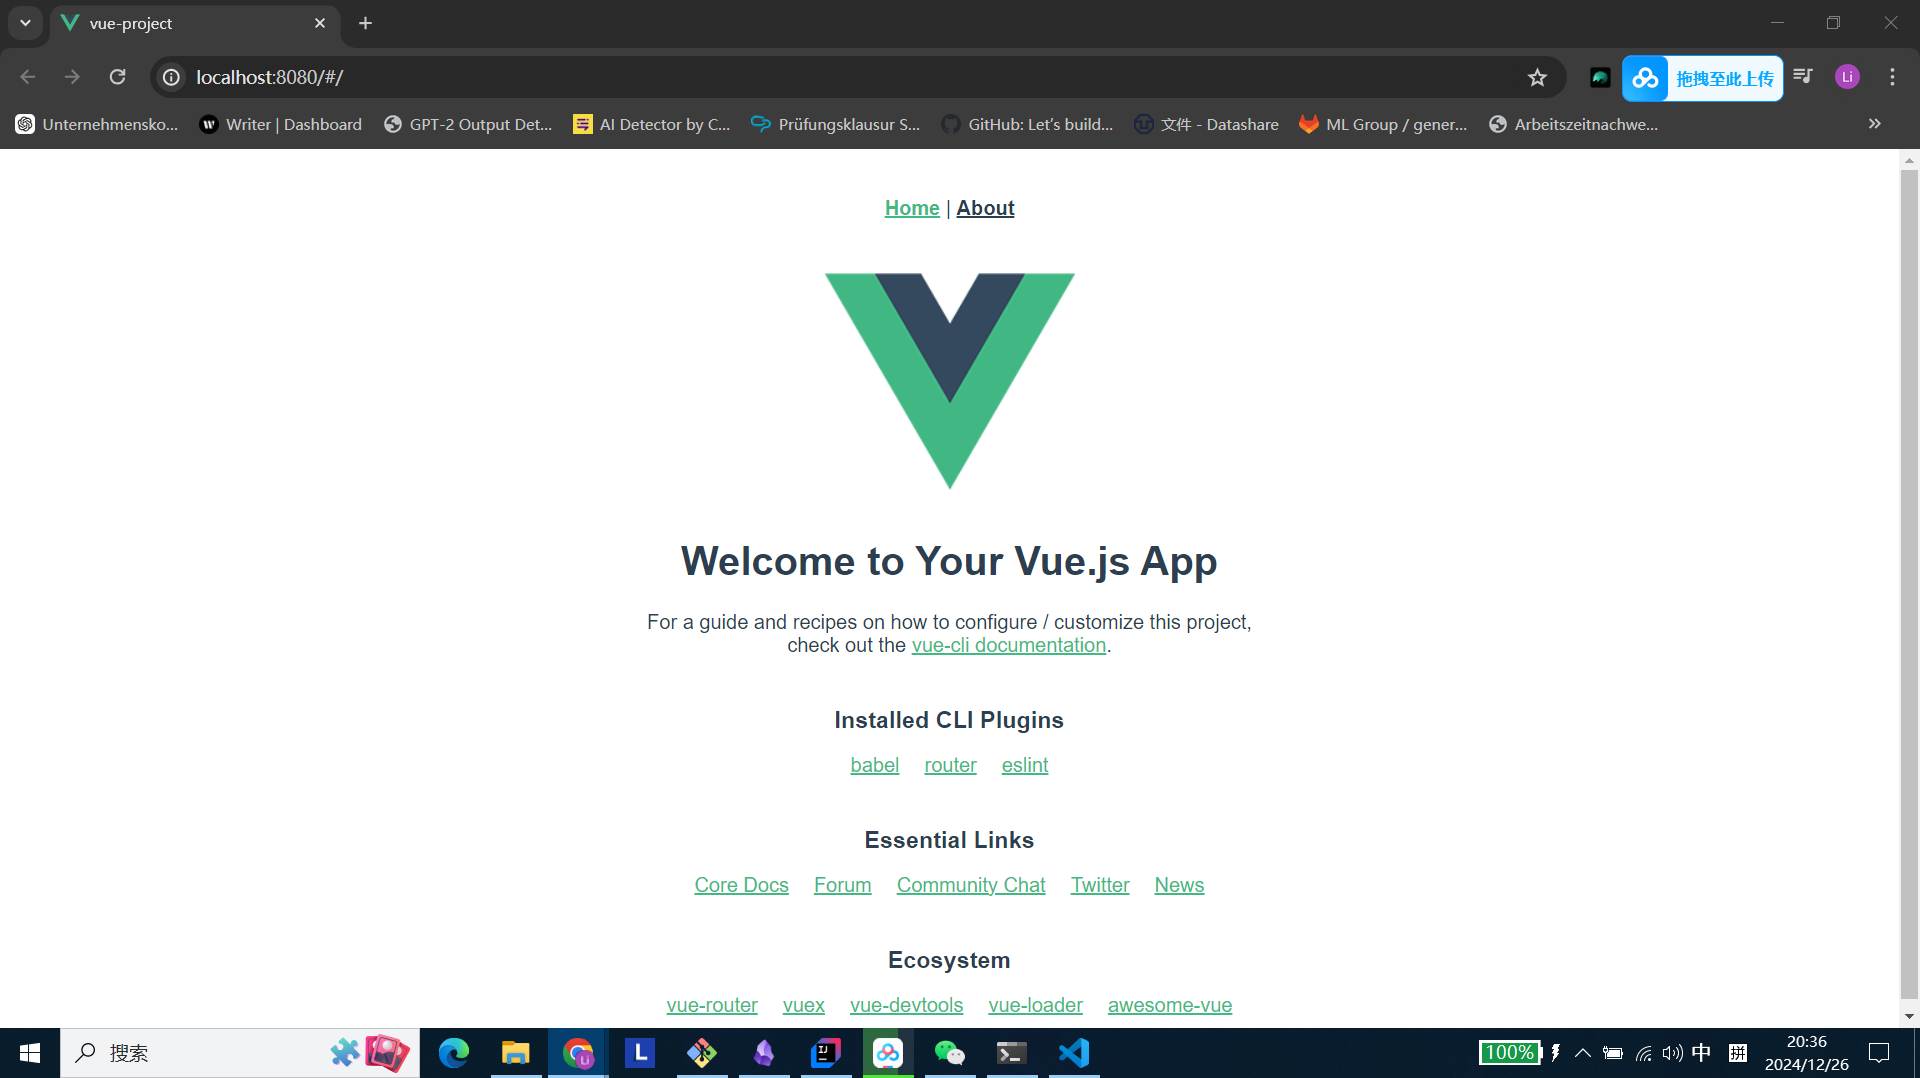 vue-project
localhost:8080/#/
拖拽至此上传
Li
Unternehmensko...
Writer | Dashboard
GPT-2 Output Det...
AI Detector by C...
Prüfungsklausur S...
GitHub: Let's build...
文件 - Datashare
ML Group / gener...
Arbeitszeitnachwe...
Home | About
Welcome to Your Vue.js App
For a guide and recipes on how to configure / customize this project,
check out the vue-cli documentation.
Installed CLI Plugins
babel router eslint
Essential Links
Core Docs Forum Community Chat Twitter News
Ecosystem
vue-router vuex vue-devtools vue-loader awesome-vue
搜索
L
IJ
100%
中
拼
20:36
2024/12/26